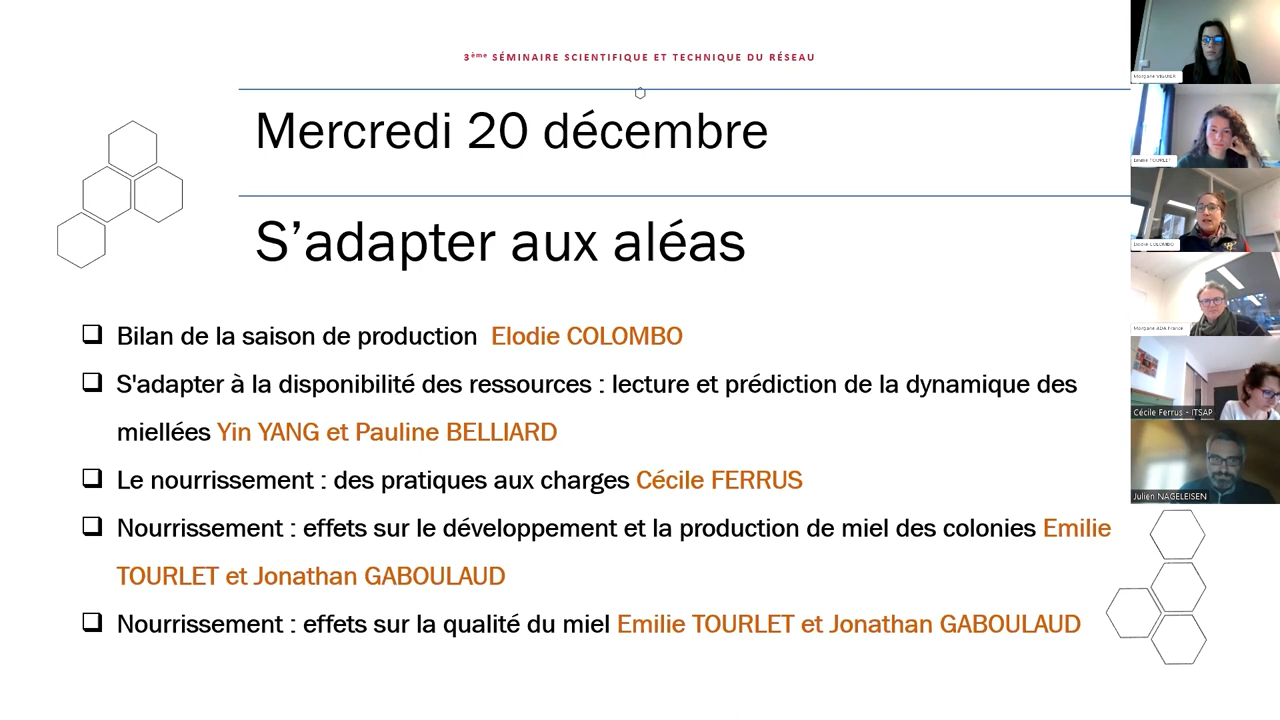 3ème SÉMINAIRE SCIENTIFIQUE ET TECHNIQUE DU RÉSEAU
Mercredi 20 décembre
S’adapter aux aléas
Bilan de la saison de production Elodie COLOMBO
S'adapter à la disponibilité des ressources : lecture et prédiction de la dynamique des
miellées Yin YANG et Pauline BELLIARD
Le nourrissement : des pratiques aux charges Cécile FERRUS
Nourrissement : effets sur le développement et la production de miel des colonies Emilie
TOURLET et Jonathan GABOULAUD
Nourrissement : effets sur la qualité du miel Emilie TOURLET et Jonathan GABOULAUD
Morgane VIGUIER
Emilie TOURLET
Elodie COLOMBO
Morgane ADA France
Cécile Ferrus - ITSAP
Julien NAGELEISEN